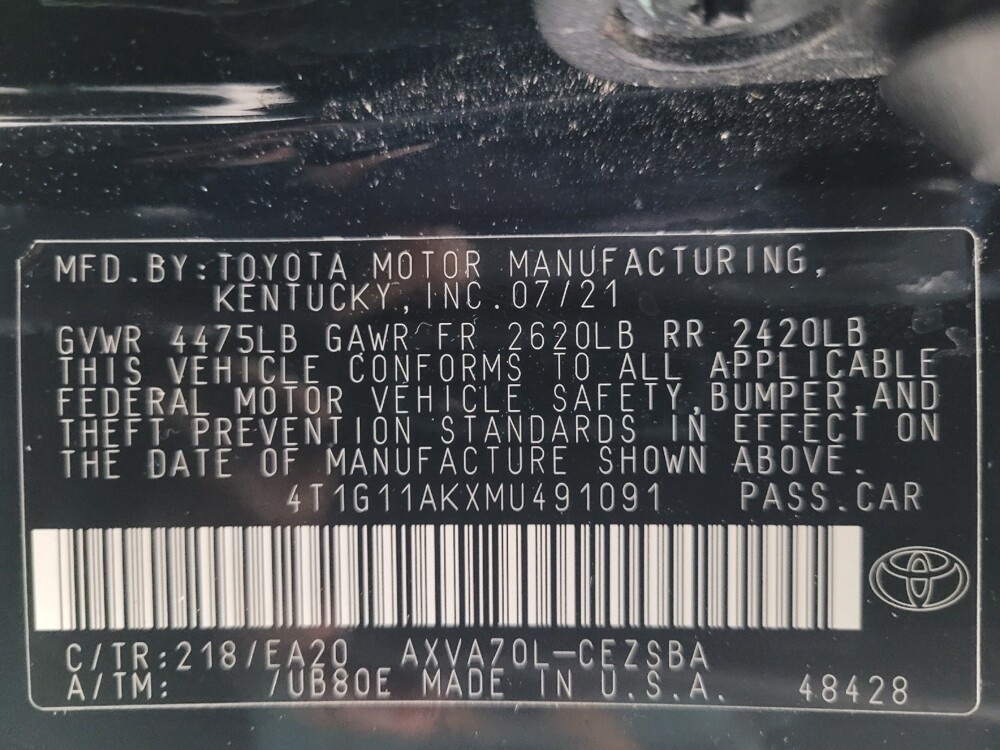 MFD.BY:TOYOTA MOTOR MANUFACTURING,
KENTUCKY, INC. 07/21
GVWR 4475LB GAWR FR 2620LB RR 2420LB
THIS VEHICLE CONFORMS TO ALL APPLICABLE
FEDERAL MOTOR VEHICLE SAFETY,BUMPER,AND
THEFT PREVENTION STANDARDS IN EFFECT ON
THE DATE OF MANUFACTURE SHOWN ABOVE.
4T1G11AKXMU491091 PASS.CAR
C/TR:218/EA20 AXVA70L-CEZSBA
A/TM: /UB80E MADE IN U.S.A. 48428